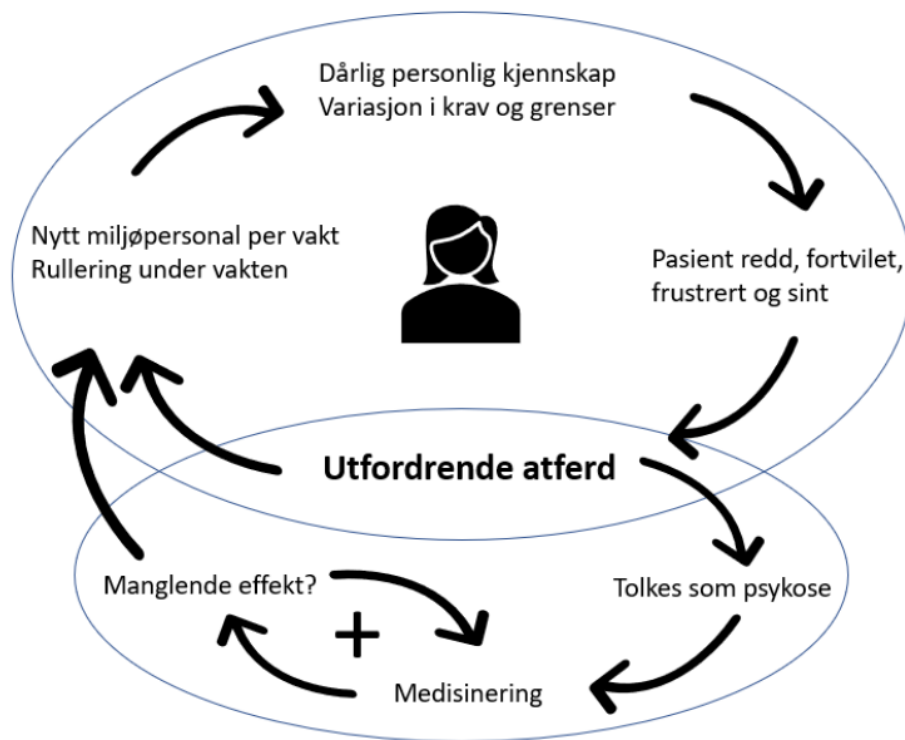 Dårlig personlig kjennskap
Variasjon i krav og grenser
Nytt miljøpersonal per vakt
Rullering under vakten
Pasient redd, fortvilet,
frustrert og sint
Utfordrende atferd
Manglende effekt?
Tolkes som psykose
+
Medisinering